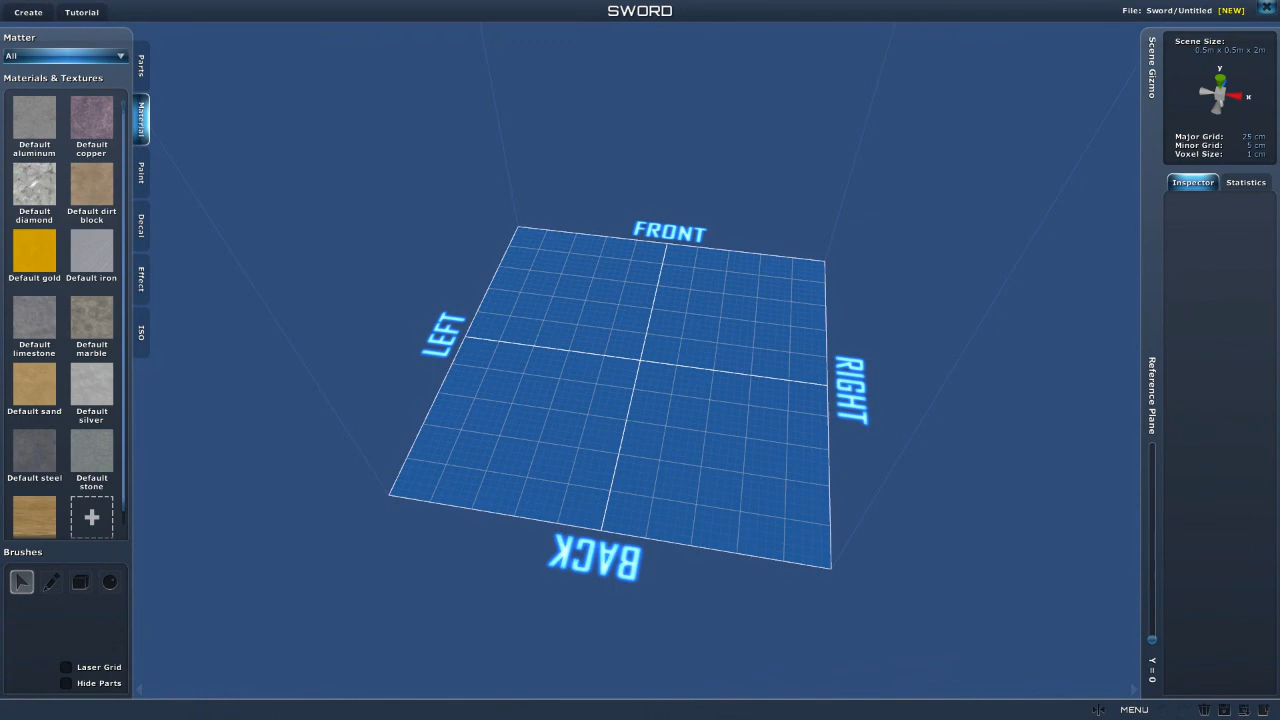 Create
Tutorial
SWORD
File: Sword/Untitled [NEW]
Matter
All
Materials & Textures
Default aluminum
Default copper
Default diamond
Default dirt block
Default gold
Default iron
Default limestone
Default marble
Default sand
Default silver
Default steel
Default stone
Brushes
Laser Grid
Hide Parts
Parts
Material
Paint
Decal
Effect
ISO
FRONT
LEFT
RIGHT
BACK
Scene Gizmo
Scene Size:
0.5m x 0.5m x 2m
y
x
Major Grid: 25 cm
Minor Grid: 5 cm
Voxel Size: 1 cm
Inspector
Statistics
Reference Plane
Y = 0
MENU